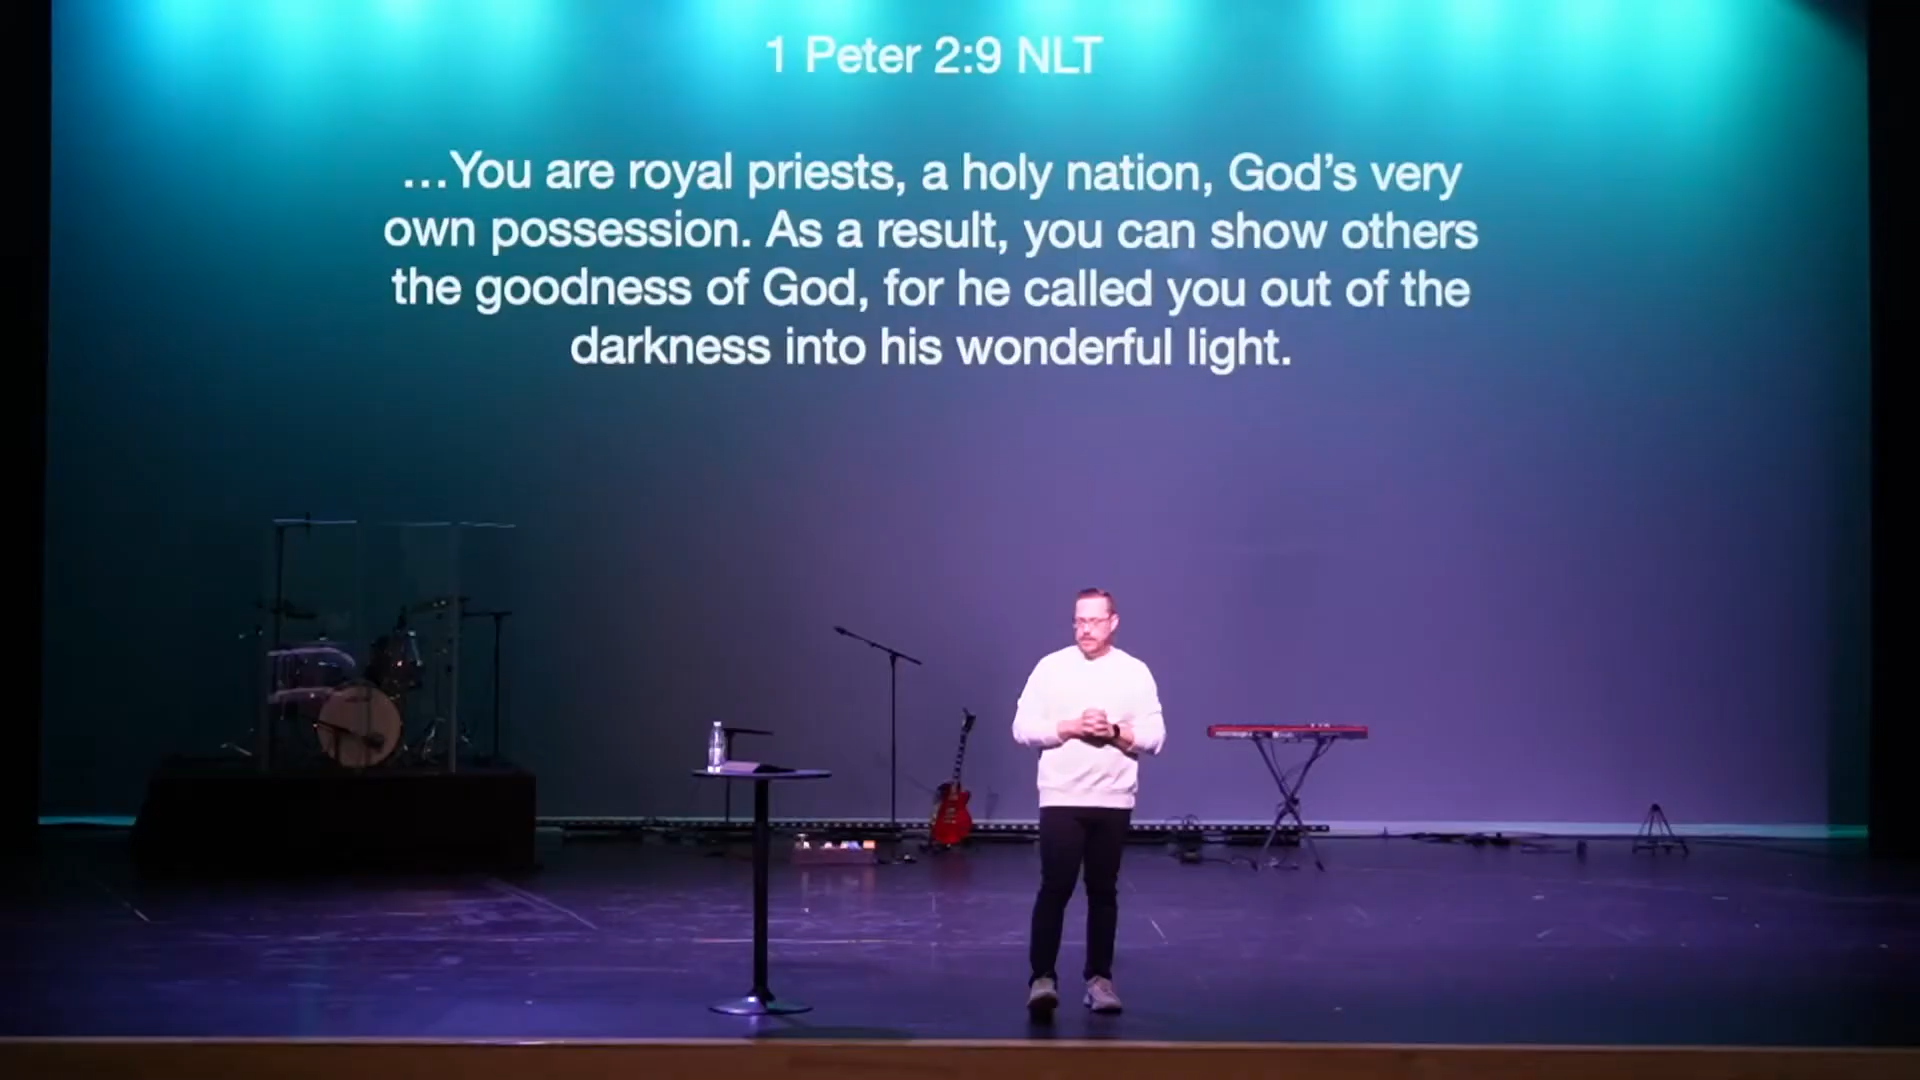 1 Peter 2:9 NLT
…You are royal priests, a holy nation, God’s very
own possession. As a result, you can show others
the goodness of God, for he called you out of the
darkness into his wonderful light.